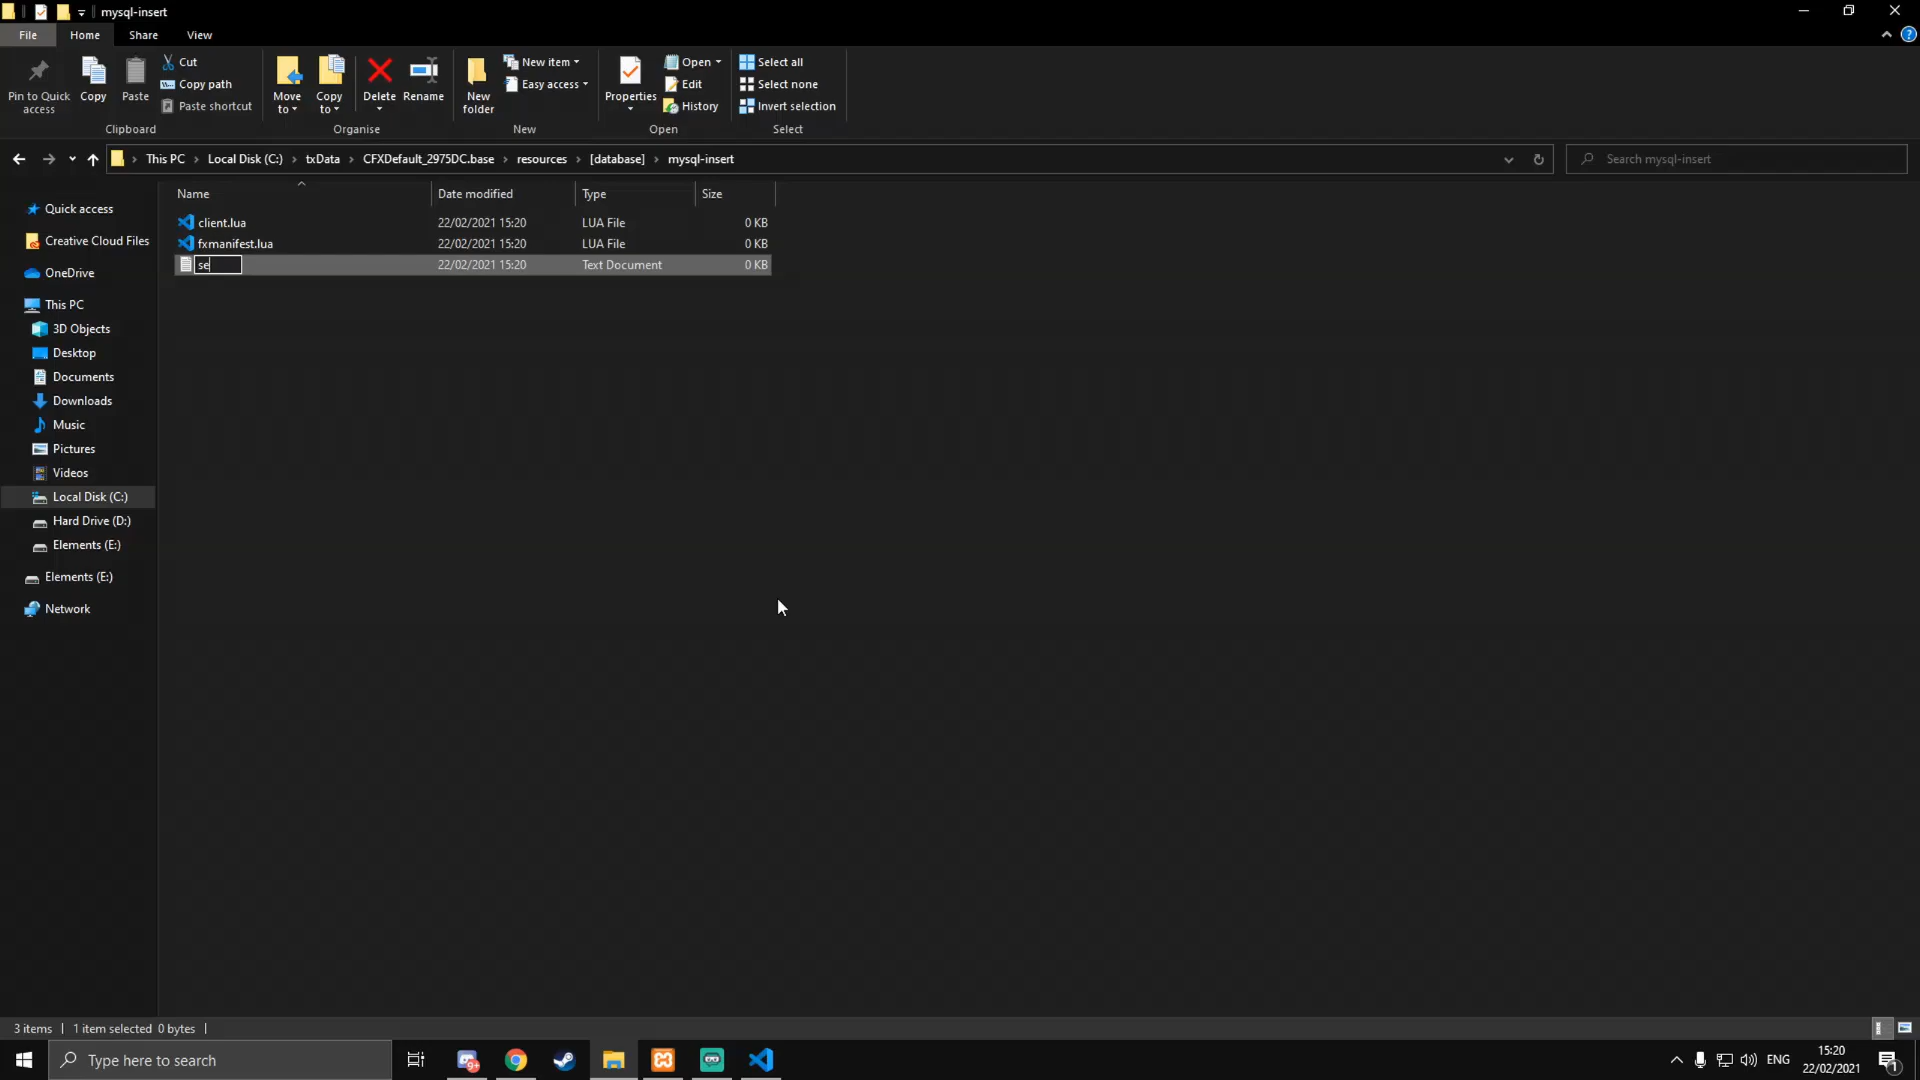 mysql-insert
File Home Share View
Pin to Quick access
Copy
Paste
Cut
Copy path
Paste shortcut
Clipboard
Move to
Copy to
Delete
Rename
Organise
New folder
New item
Easy access
New
Properties
Open
Edit
History
Open
Select all
Select none
Invert selection
Select
This PC > Local Disk (C:) > txData > CFXDefault_2975DC.base > resources > [database] > mysql-insert
Search mysql-insert
Quick access
Creative Cloud Files
OneDrive
This PC
3D Objects
Desktop
Documents
Downloads
Music
Pictures
Videos
Local Disk (C:)
Hard Drive (D:)
Elements (E:)
Elements (E:)
Network
Name Date modified Type Size
client.lua 22/02/2021 15:20 LUA File 0 KB
fxmanifest.lua 22/02/2021 15:20 LUA File 0 KB
se 22/02/2021 15:20 Text Document 0 KB
3 items | 1 item selected 0 bytes |
Type here to search
9+
ENG
15:20
22/02/2021
1